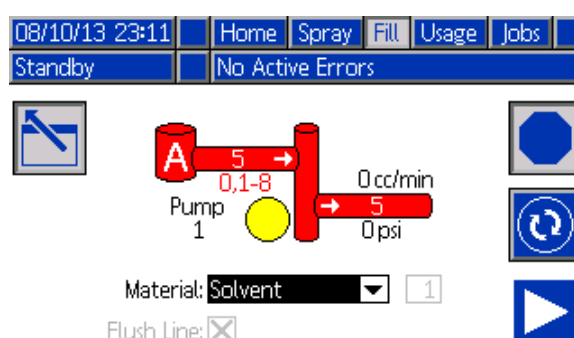 08/10/13 23:11 Home Spray Fill Usage Jobs
Standby No Active Errors
A 5
0,1-8
0 cc/min
Pump
1
5
0 psi
Material: Solvent 1
Flush Line: